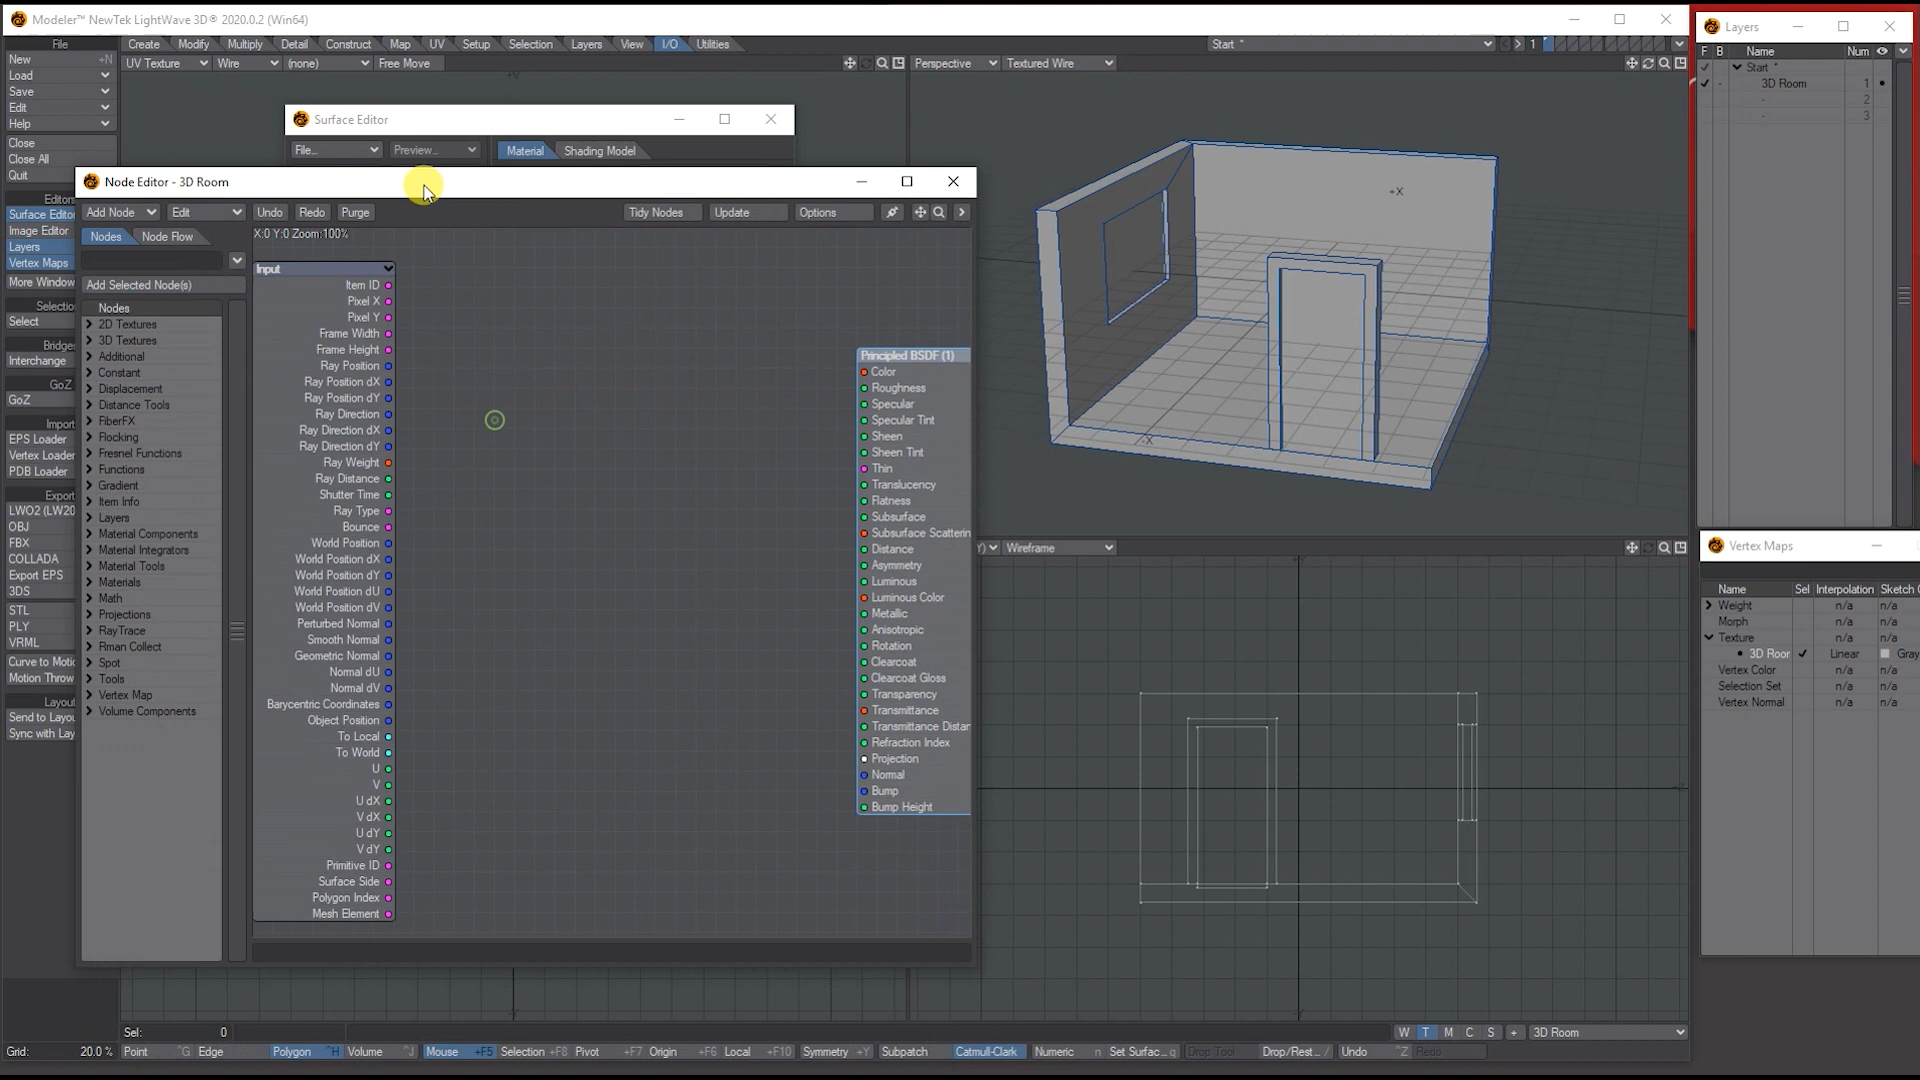 Modeler™ NewTek LightWave 3D® 2020.0.2 (Win64)
File
Create Modify Multiply Detail Construct Map UV Setup Selection Layers View I/O Utilities
Start * 1
New +N
UV Texture Wire (none) Free Move
Perspective Textured Wire
Load
Save
Edit
Help
Close
Close All
Quit
Editors
Surface Editor
Image Editor
Layers
Vertex Maps
More Window
Select
Bridges
Interchange
GoZ
GoZ
EPS Loader
Vertex Loader
PDB Loader
Export
LWO2 (LW20
OBJ
FBX
COLLADA
Export EPS
3DS
STL
PLY
VRML
Curve to Moti
Motion Throw
Send to Layou
Sync with Lay
Surface Editor
File... Preview... Material Shading Model
Node Editor - 3D Room
Add Node Edit Undo Redo Purge Tidy Nodes Update Options
Nodes Node Flow
X:0 Y:0 Zoom:100%
Add Selected Node(s)
Nodes
2D Textures
3D Textures
Additional
Constant
Displacement
Distance Tools
FiberFX
Flocking
Fresnel Functions
Functions
Gradient
Item Info
Layers
Material Components
Material Integrators
Material Tools
Materials
Math
Projections
RayTrace
Rman Collect
Spot
Tools
Vertex Map
Volume Components
Input
Item ID
Pixel X
Pixel Y
Frame Width
Frame Height
Ray Position
Ray Position dX
Ray Position dY
Ray Direction
Ray Direction dX
Ray Direction dY
Ray Weight
Ray Distance
Shutter Time
Ray Type
Bounce
World Position
World Position dX
World Position dY
World Position dU
World Position dV
Perturbed Normal
Smooth Normal
Geometric Normal
Normal dU
Normal dV
Barycentric Coordinates
Object Position
To Local
To World
U
V
U dX
V dX
U dY
V dY
Primitive ID
Surface Side
Polygon Index
Mesh Element
Principled BSDF (1)
Color
Roughness
Specular
Specular Tint
Sheen
Sheen Tint
Thin
Translucency
Flatness
Subsurface
Subsurface Scatterin
Distance
Asymmetry
Luminous
Luminous Color
Metallic
Anisotropic
Rotation
Clearcoat
Clearcoat Gloss
Transparency
Transmittance
Transmittance Distan
Refraction Index
Projection
Normal
Bump
Bump Height
+X
-X
Y) Wireframe
Layers
F B Name Num
Start *
3D Room 1
- 2
- 3
Vertex Maps
Name Sel Interpolation Sketch C
Weight n/a n/a
Morph n/a n/a
Texture n/a n/a
3D Roor Linear Gray
Vertex Color n/a n/a
Selection Set n/a n/a
Vertex Normal n/a n/a
Sel: 0
W T M C S + 3D Room
Grid: 20.0 %
Point ^G Edge Polygon ^H Volume ^J Mouse +F5 Selection +F8 Pivot +F7 Origin +F6 Local +F10 Symmetry +Y Subpatch Catmull-Clark Numeric n Set Surfac... q Drop Tool Drop/Rest... / Undo ^Z Redo